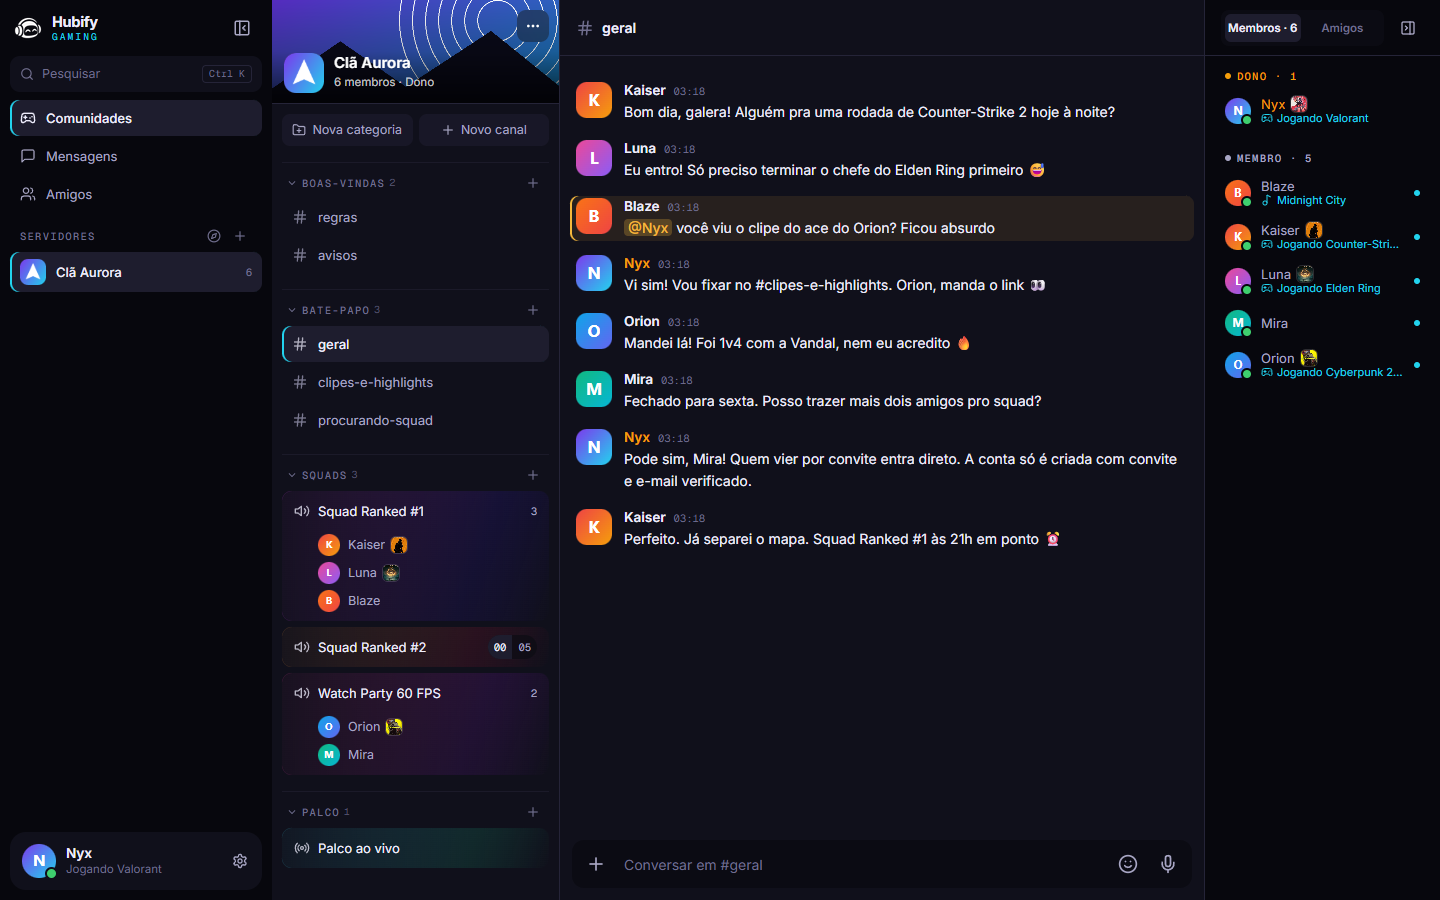 Hubify
GAMING
Pesquisar
Ctrl K
Comunidades
Mensagens
Amigos
SERVIDORES
Clã Aurora
6
N
Nyx
Jogando Valorant
Clã Aurora
6 membros · Dono
Nova categoria
Novo canal
BOAS-VINDAS 2
regras
avisos
BATE-PAPO 3
geral
clipes-e-highlights
procurando-squad
SQUADS 3
Squad Ranked #1
3
K Kaiser
L Luna
B Blaze
Squad Ranked #2
00 05
Watch Party 60 FPS
2
O Orion
M Mira
PALCO 1
Palco ao vivo
# geral
K
Kaiser 03:18
Bom dia, galera! Alguém pra uma rodada de Counter-Strike 2 hoje à noite?
L
Luna 03:18
Eu entro! Só preciso terminar o chefe do Elden Ring primeiro 😅
B
Blaze 03:18
@Nyx você viu o clipe do ace do Orion? Ficou absurdo
N
Nyx 03:18
Vi sim! Vou fixar no #clipes-e-highlights. Orion, manda o link 👀
O
Orion 03:18
Mandei lá! Foi 1v4 com a Vandal, nem eu acredito 🔥
M
Mira 03:18
Fechado para sexta. Posso trazer mais dois amigos pro squad?
N
Nyx 03:18
Pode sim, Mira! Quem vier por convite entra direto. A conta só é criada com convite
e e-mail verificado.
K
Kaiser 03:18
Perfeito. Já separei o mapa. Squad Ranked #1 às 21h em ponto ⏰
Conversar em #geral
Membros · 6
Amigos
DONO · 1
N
Nyx
Jogando Valorant
MEMBRO · 5
B
Blaze
Midnight City
K
Kaiser
Jogando Counter-Stri...
L
Luna
Jogando Elden Ring
M
Mira
O
Orion
Jogando Cyberpunk 2...